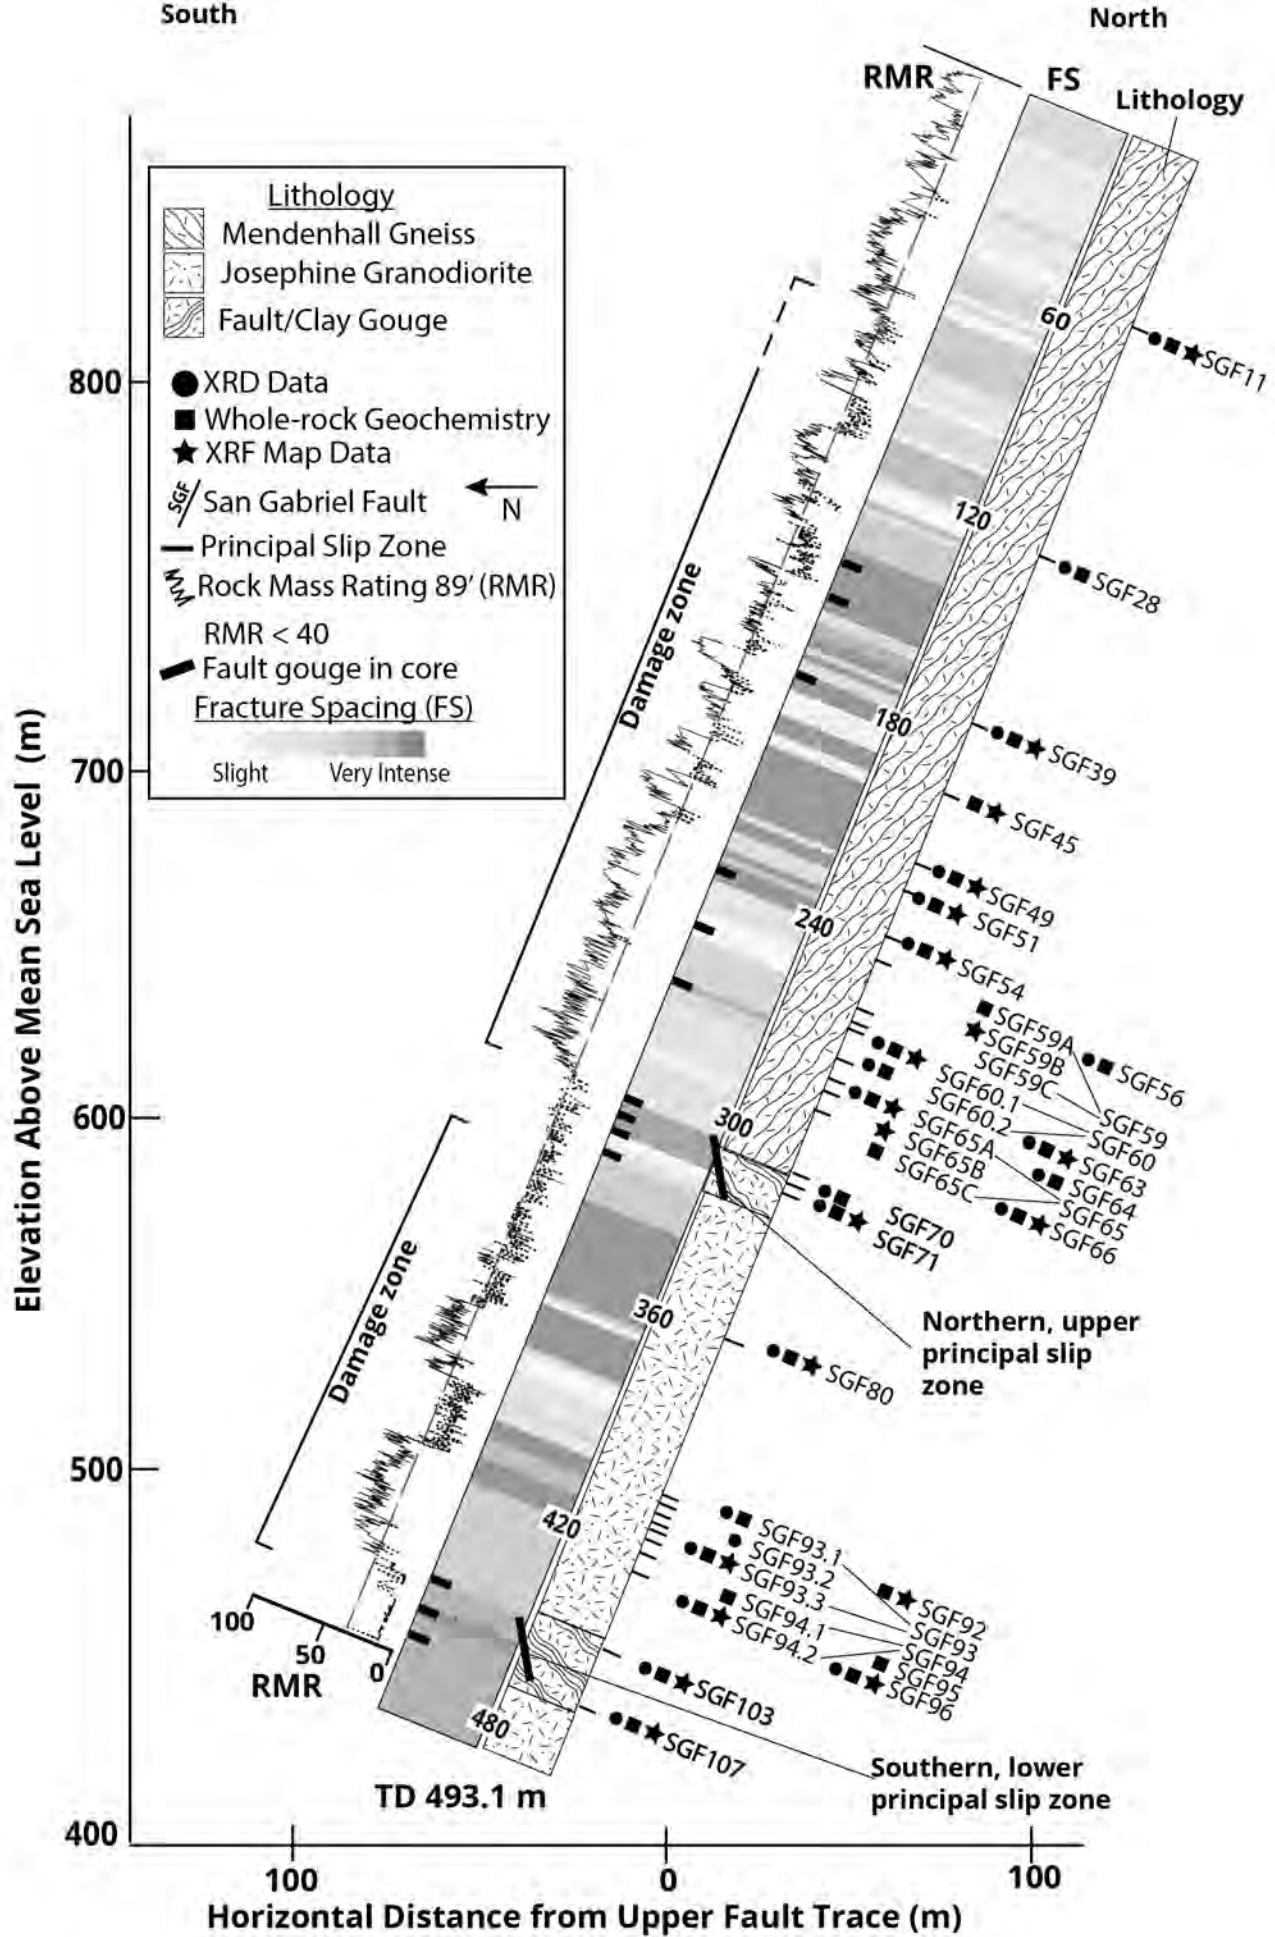 South
North
RMR
FS
Lithology
Lithology
Mendenhall Gneiss
Josephine Granodiorite
Fault/Clay Gouge
XRD Data
Whole-rock Geochemistry
XRF Map Data
SGF
San Gabriel Fault
N
Principal Slip Zone
Rock Mass Rating 89' (RMR)
RMR < 40
Fault gouge in core
Fracture Spacing (FS)
Slight
Very Intense
Elevation Above Mean Sea Level (m)
800
700
600
500
400
Damage zone
Damage zone
60
120
180
240
300
360
420
480
SGF11
SGF28
SGF39
SGF45
SGF49
SGF51
SGF54
SGF59A
SGF59B
SGF59C
SGF56
SGF60.1
SGF60.2
SGF59
SGF60
SGF63
SGF64
SGF65
SGF66
SGF65A
SGF65B
SGF65C
SGF70
SGF71
Northern, upper
principal slip
zone
SGF80
SGF93.1
SGF93.2
SGF93.3
SGF94.1
SGF94.2
SGF92
SGF93
SGF94
SGF95
SGF96
SGF103
SGF107
Southern, lower
principal slip zone
100
50
0
RMR
TD 493.1 m
100
0
100
Horizontal Distance from Upper Fault Trace (m)